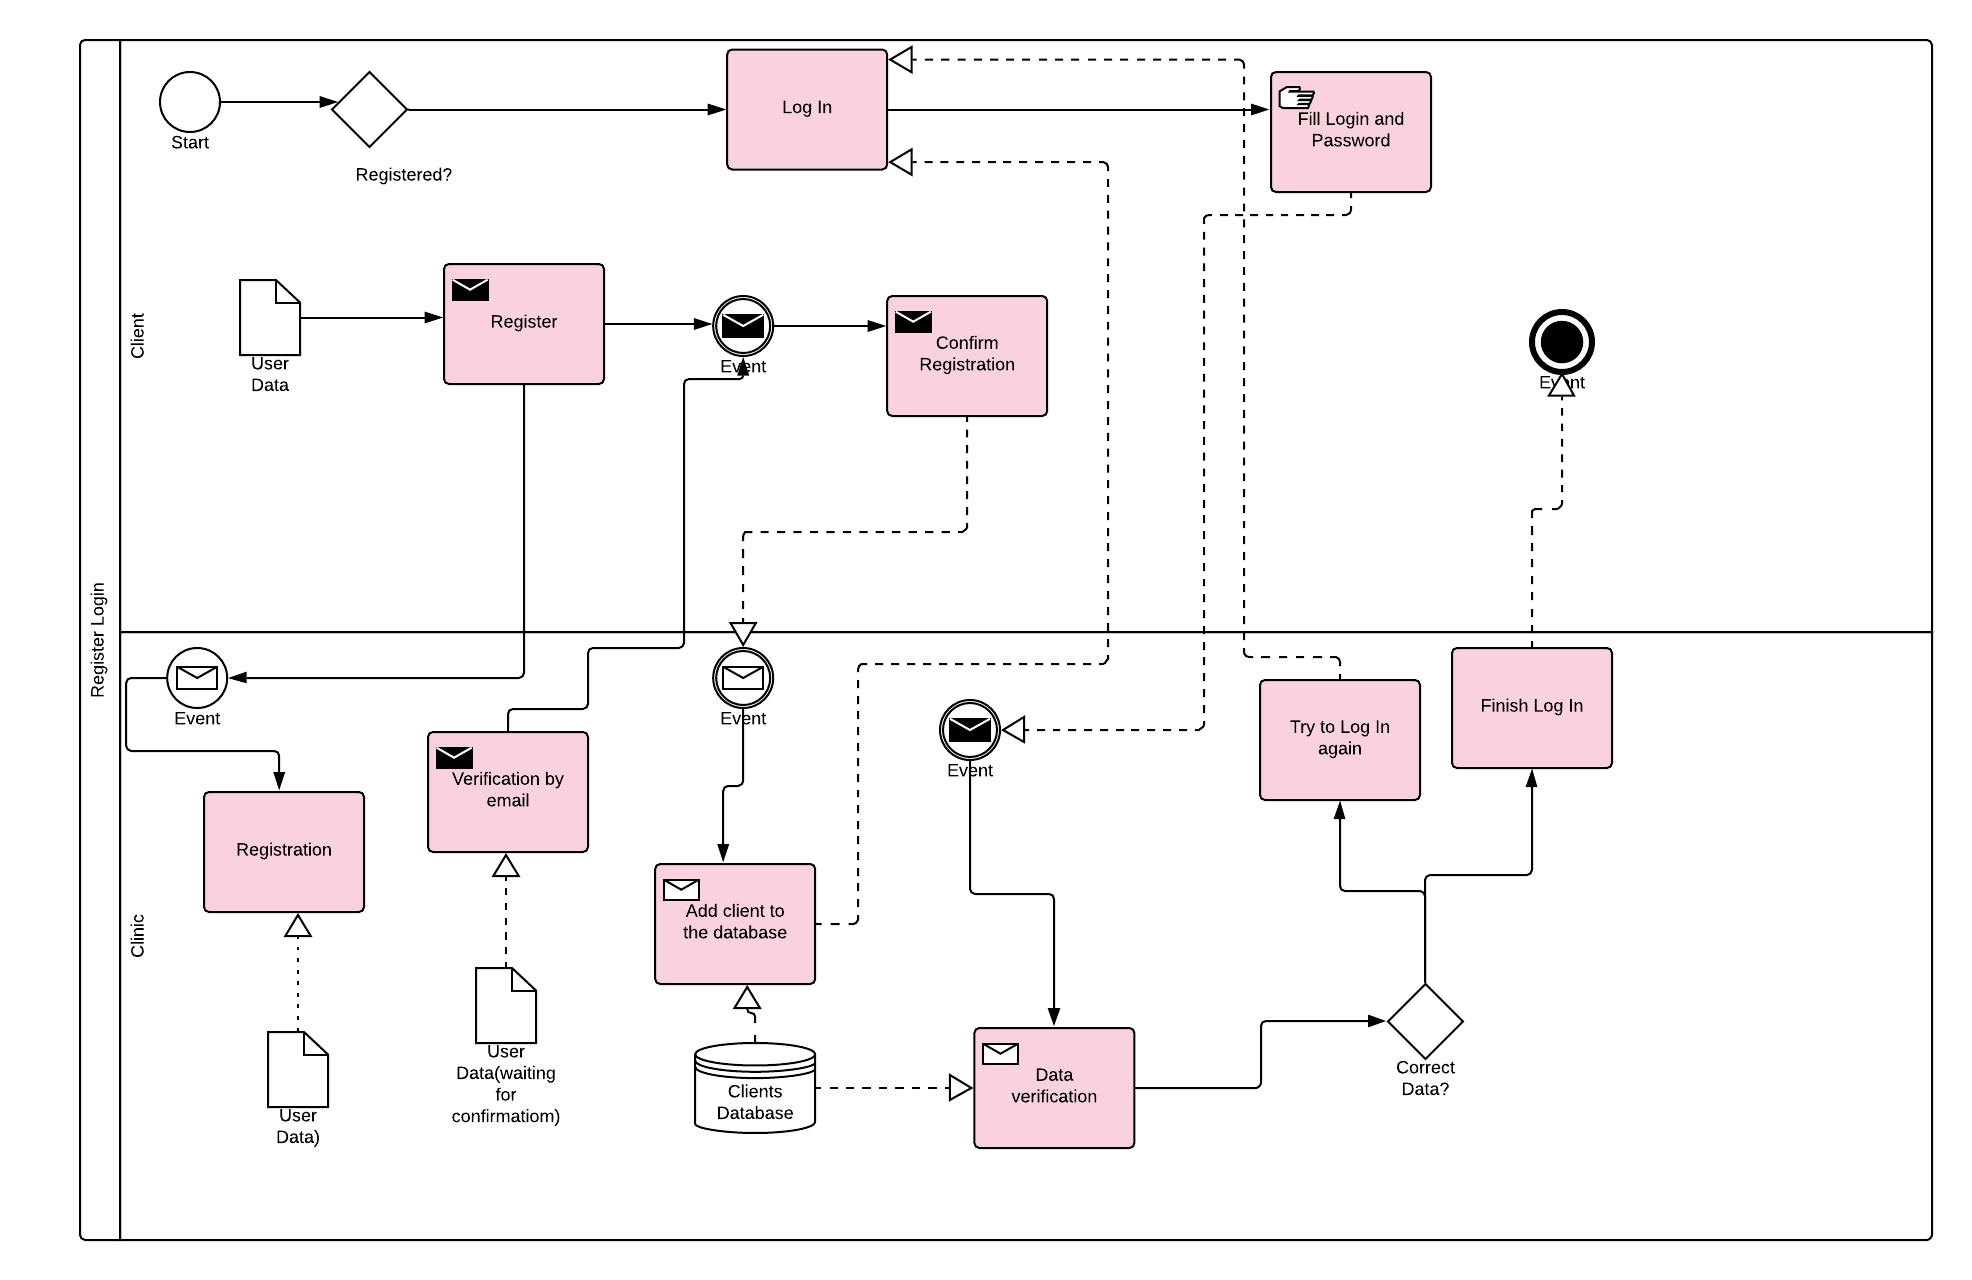 Register Login
Client
Start
Registered?
Log In
Fill Login and
Password
User
Data
Register
Event
Confirm
Registration
Event
Clinic
Event
Registration
User
Data)
Verification by
email
User
Data(waiting
for
confirmatiom)
Event
Add client to
the database
Clients
Database
Event
Data
verification
Try to Log In
again
Finish Log In
Correct
Data?